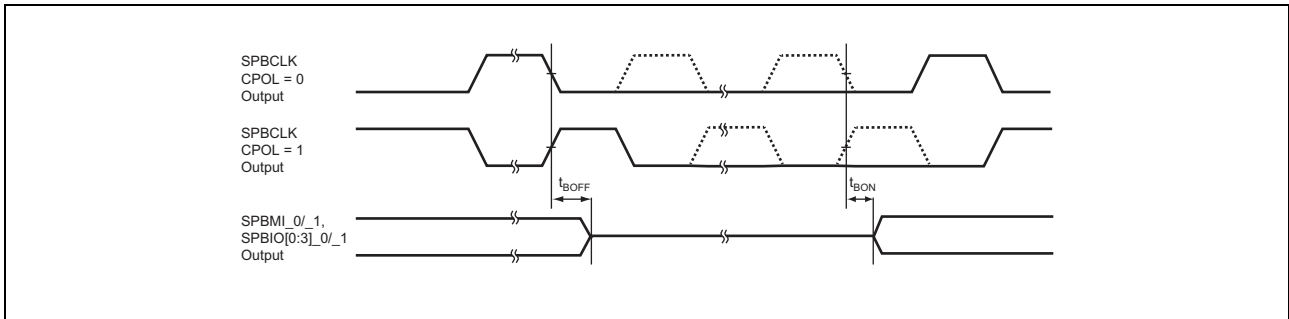 SPBCLK
CPOL = 0
Output
SPBCLK
CPOL = 1
Output
tBOFF
tBON
SPBMI_0/_1,
SPBIO[0:3]_0/_1
Output